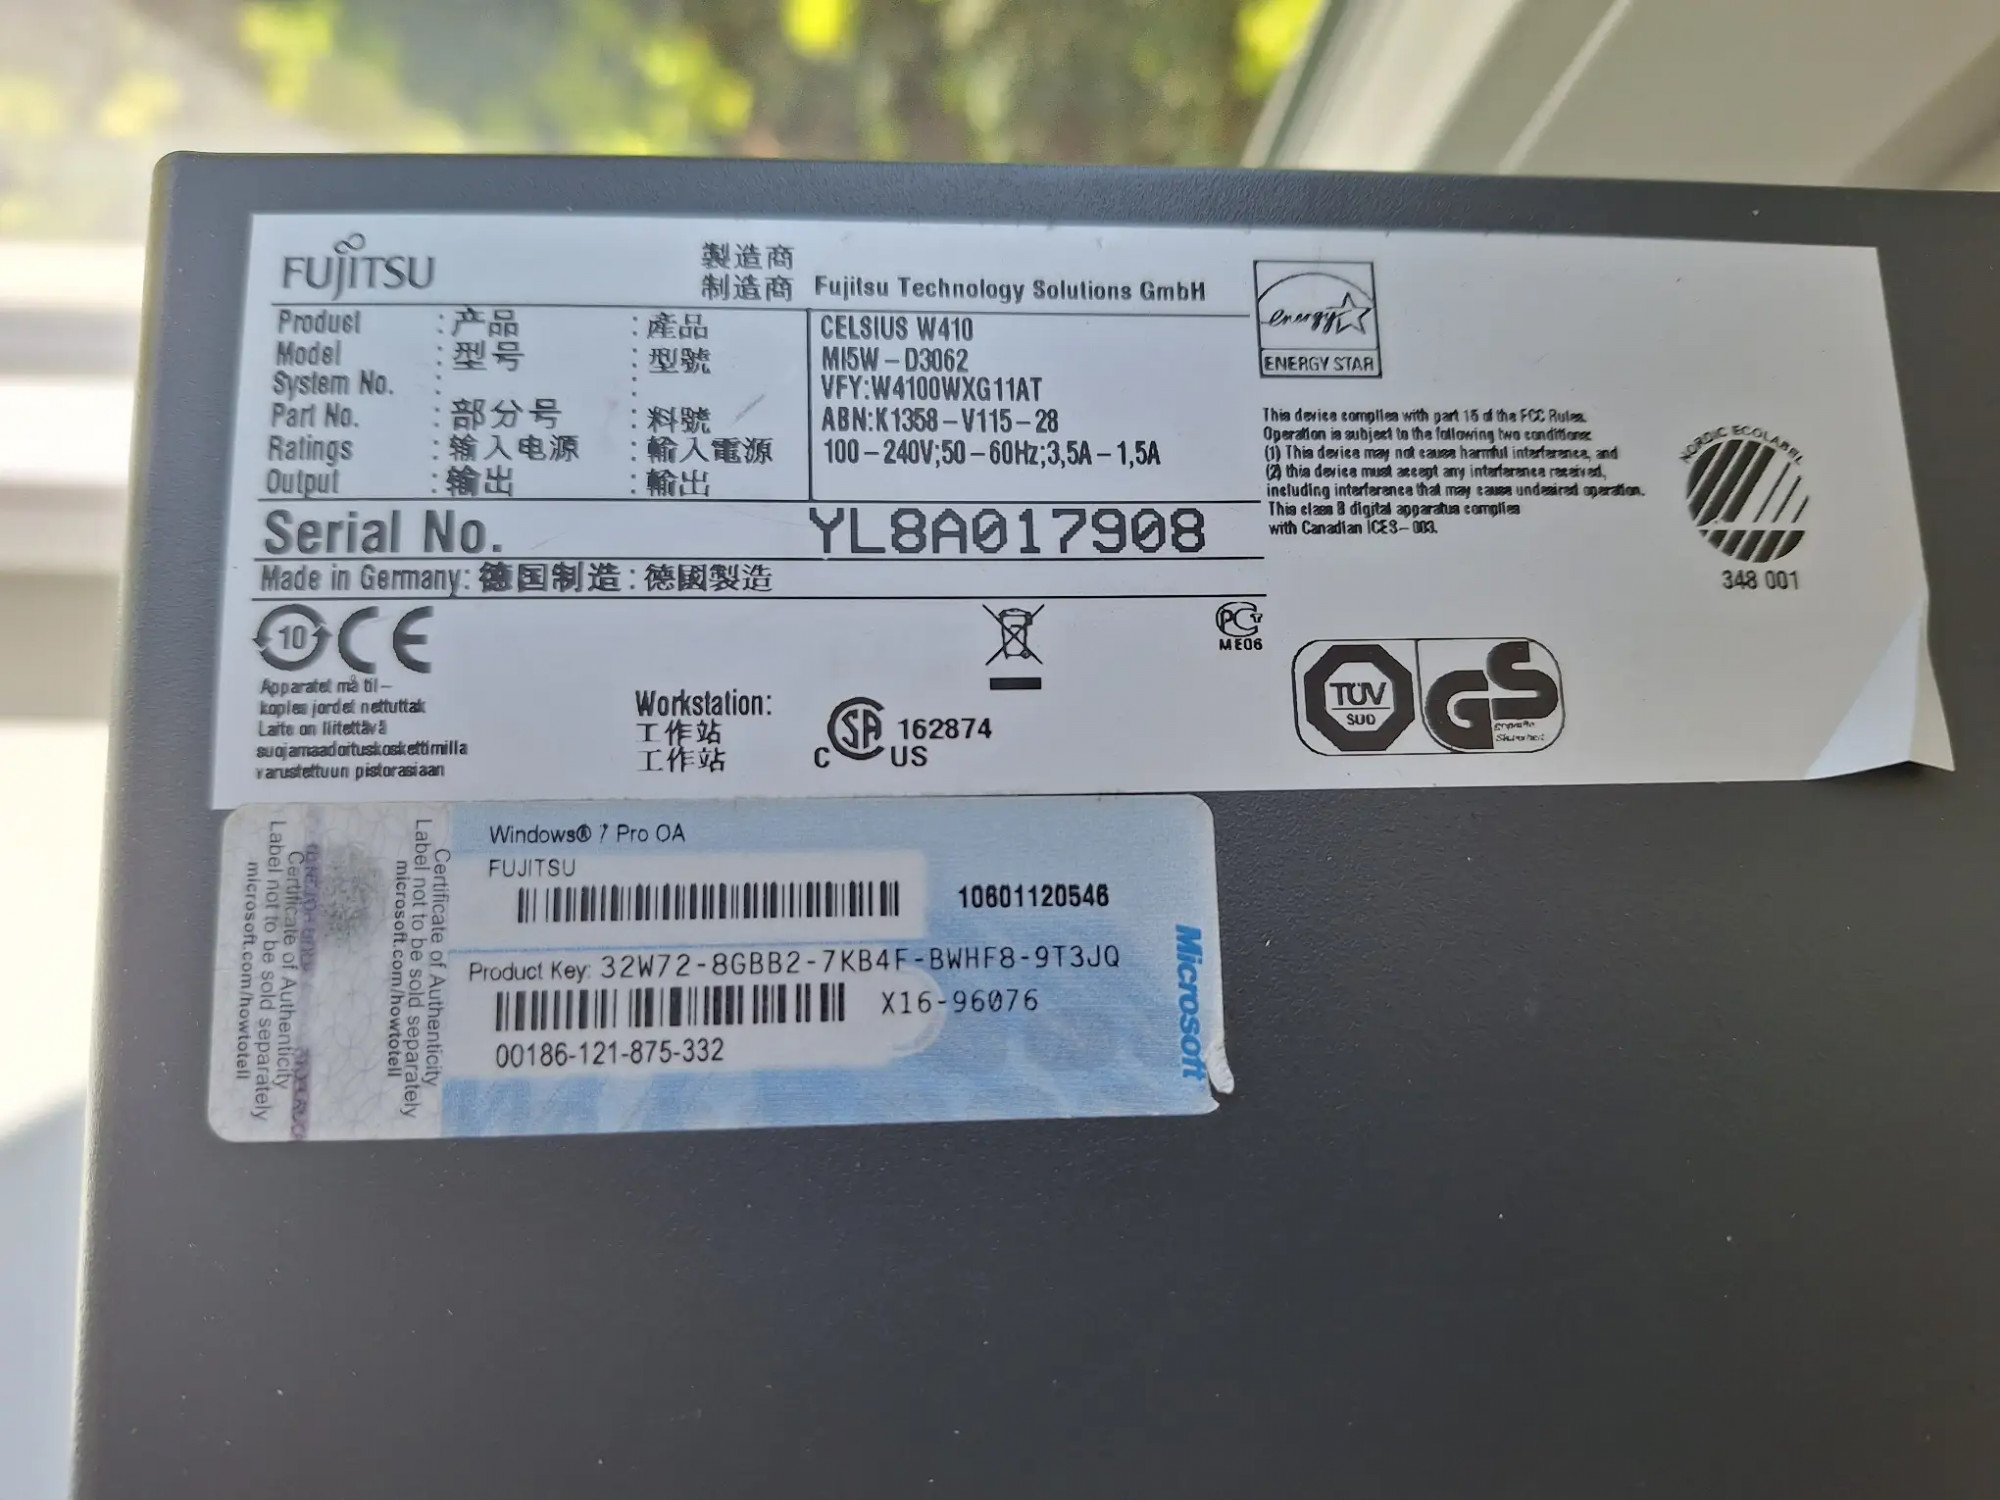 FUJITSU
製造商
制造商 Fujitsu Technology Solutions GmbH
Product : 产品 : 產品 CELSIUS W410
Model : 型号 : 型號 MI5W-D3062
System No. : : VFY:W4100WXG11AT
Part No. : 部分号 : 料號 ABN:K1358-V115-28
Ratings : 输入电源 : 輸入電源 100-240V;50-60Hz;3,5A-1,5A
Output : 输出 : 輸出
Serial No. YL8A017908
Made in Germany: 德国制造 : 德國製造
energy
ENERGY STAR
This device complies with part 15 of the FCC Rules.
Operation is subject to the following two conditions:
(1) This device may not cause harmful interference, and
(2) this device must accept any interference received,
including interference that may cause undesired operation.
This class B digital apparatus complies
with Canadian ICES-003.
NORDIC ECOLABEL
348 001
10 CE
Apparatet må til-
koples jordet nettuttak
Laite on liitettävä
suojamaadoituskoskettimilla
varustettuun pistorasiaan
Workstation:
工作站
工作站
C SA US 162874
PCT
ME06
TÜV
SÜD
GS
geprüfte
Sicherheit
Windows® 7 Pro OA
FUJITSU
10601120546
Product Key: 32W72-8GBB2-7KB4F-BWHF8-9T3JQ
X16-96076
00186-121-875-332
Microsoft
Certificate of Authenticity
Label not to be sold separately
microsoft.com/howtotell
Certificate of Authenticity
Label not to be sold separately
microsoft.com/howtotell